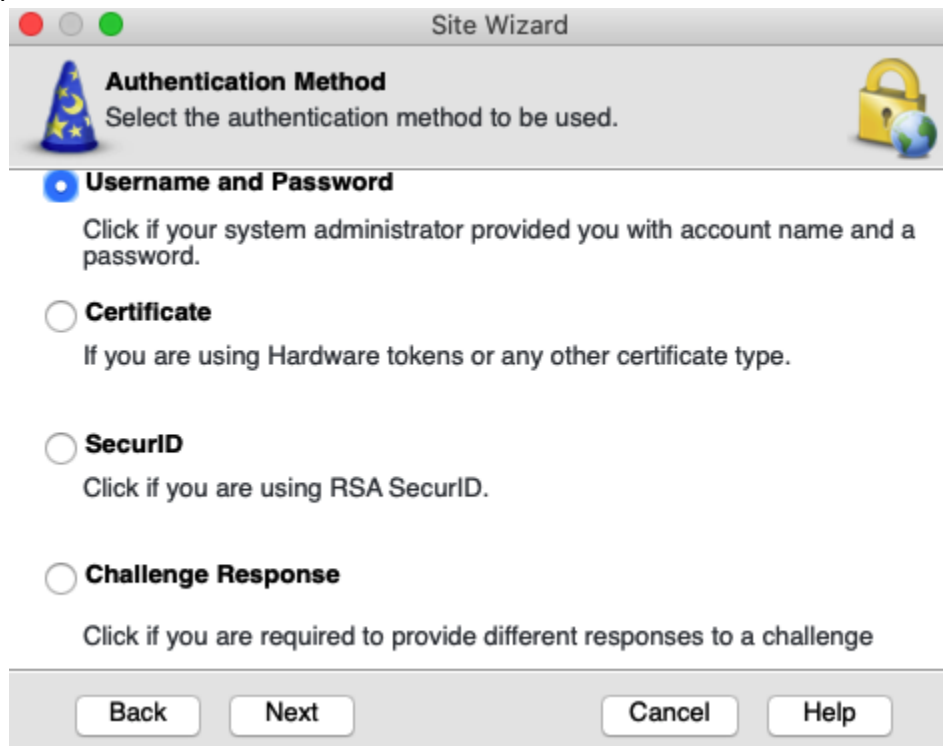 Site Wizard
Authentication Method
Select the authentication method to be used.
Username and Password
Click if your system administrator provided you with account name and a
password.
Certificate
If you are using Hardware tokens or any other certificate type.
SecurID
Click if you are using RSA SecurID.
Challenge Response
Click if you are required to provide different responses to a challenge
Back Next Cancel Help